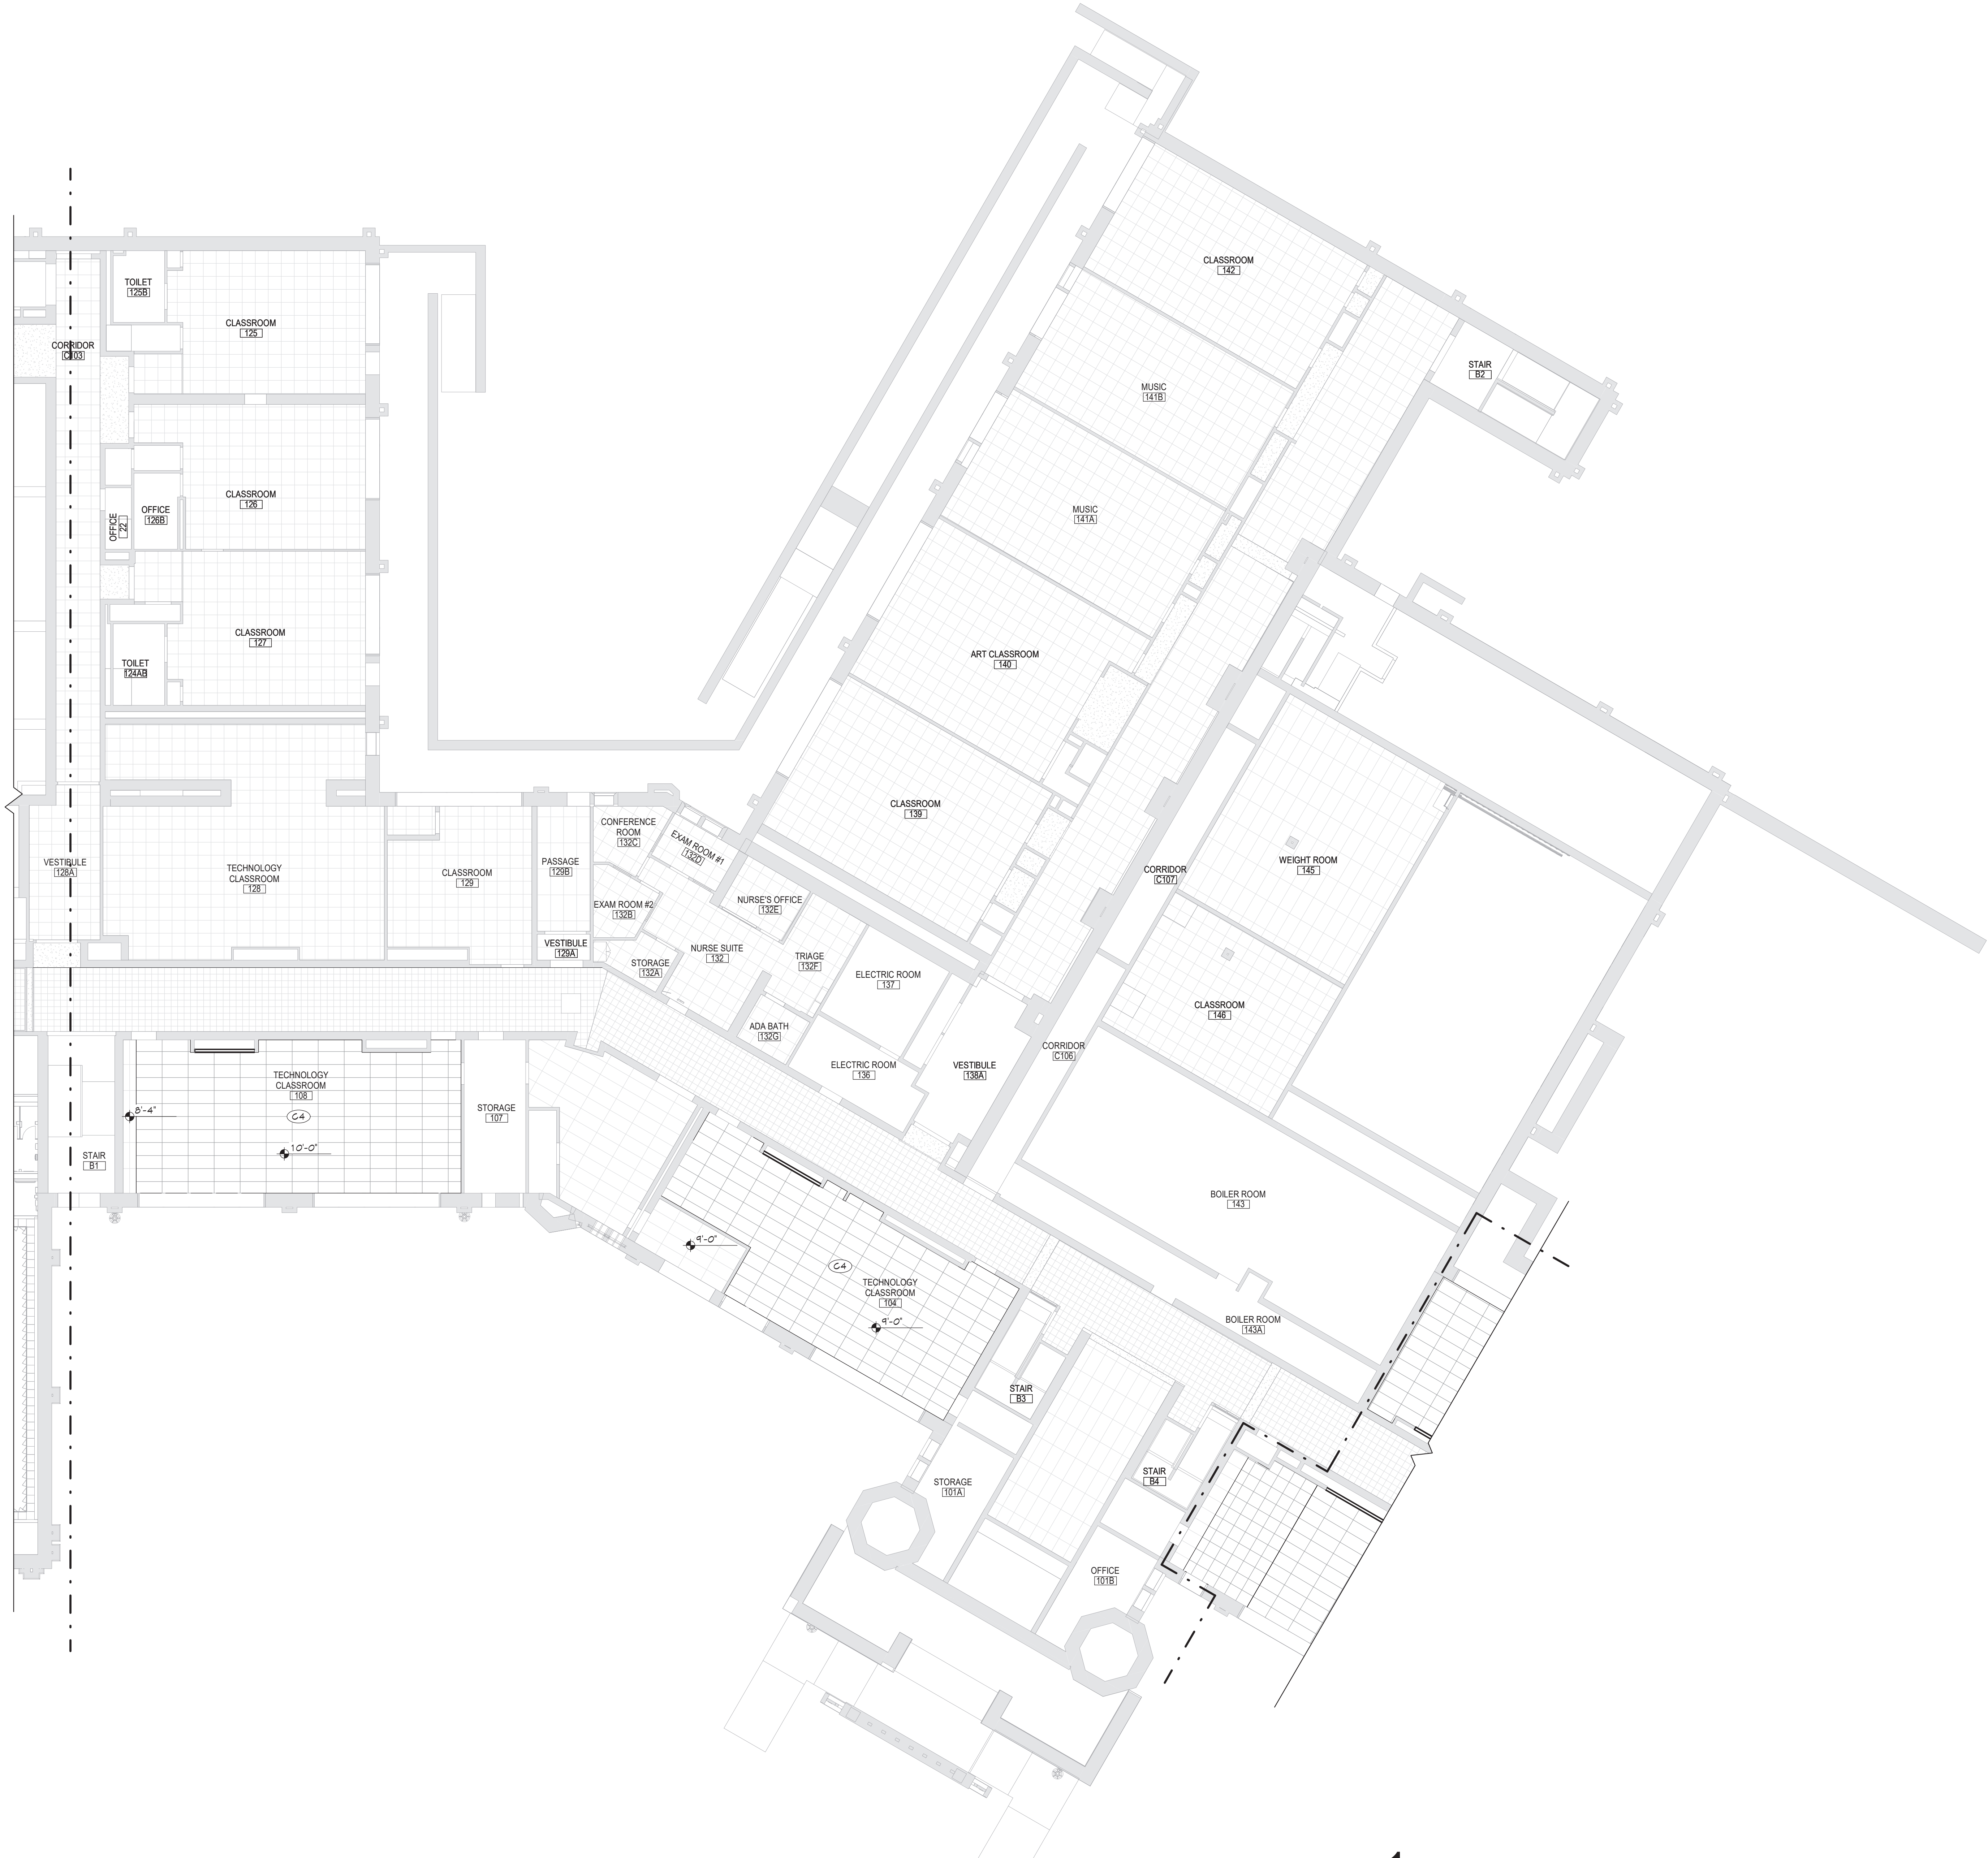 CLASSROOM
142
TOILET
125B
CLASSROOM
125
CORRIDOR
C103
STAIR
B2
MUSIC
141B
CLASSROOM
126
OFFICE
126B
OFFICE
22
MUSIC
141A
CLASSROOM
127
TOILET
124AB
ART CLASSROOM
140
CLASSROOM
139
CONFERENCE
ROOM
132C
EXAM ROOM #1
132D
VESTIBULE
128A
TECHNOLOGY
CLASSROOM
128
CLASSROOM
129
PASSAGE
129B
CORRIDOR
C107
WEIGHT ROOM
145
EXAM ROOM #2
132B
NURSE'S OFFICE
132E
VESTIBULE
129A
STORAGE
132A
NURSE SUITE
132
TRIAGE
132F
ELECTRIC ROOM
137
CLASSROOM
146
ADA BATH
132G
ELECTRIC ROOM
136
VESTIBULE
138A
CORRIDOR
C106
TECHNOLOGY
CLASSROOM
108
C4
8'-4"
10'-0"
STORAGE
107
STAIR
B1
BOILER ROOM
143
9'-0"
C4
TECHNOLOGY
CLASSROOM
104
9'-0"
BOILER ROOM
143A
STAIR
B3
STORAGE
101A
STAIR
B4
OFFICE
101B